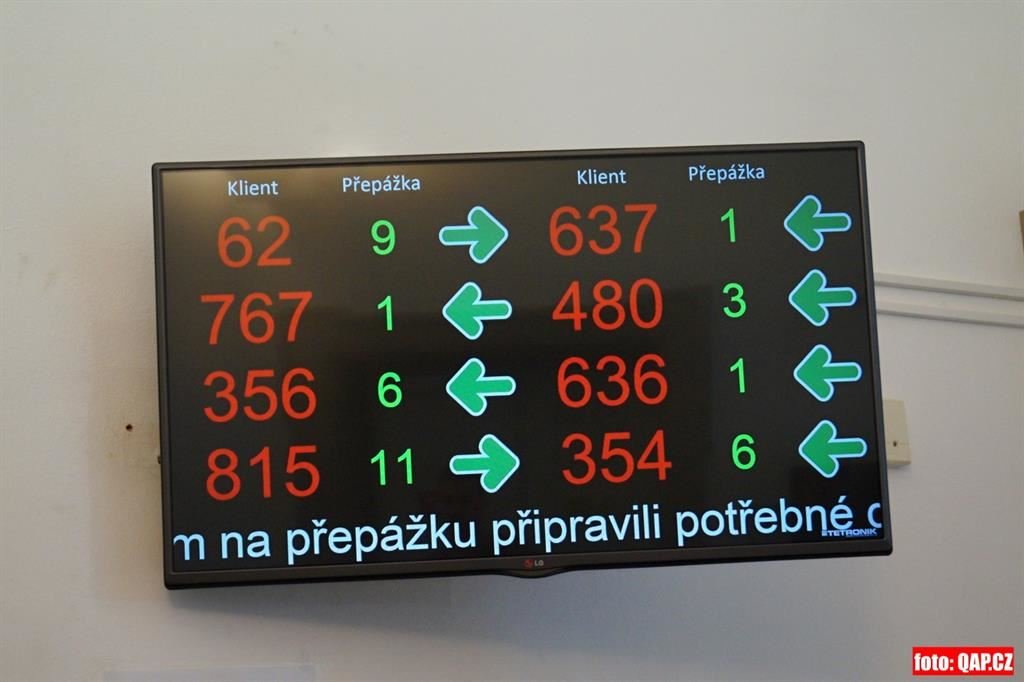 Klient Přepážka Klient Přepážka
62 9 637 1
767 1 480 3
356 6 636 1
815 11 354 6
m na přepážku připravili potřebné
TETRONIK
LG
foto: QAP.CZ